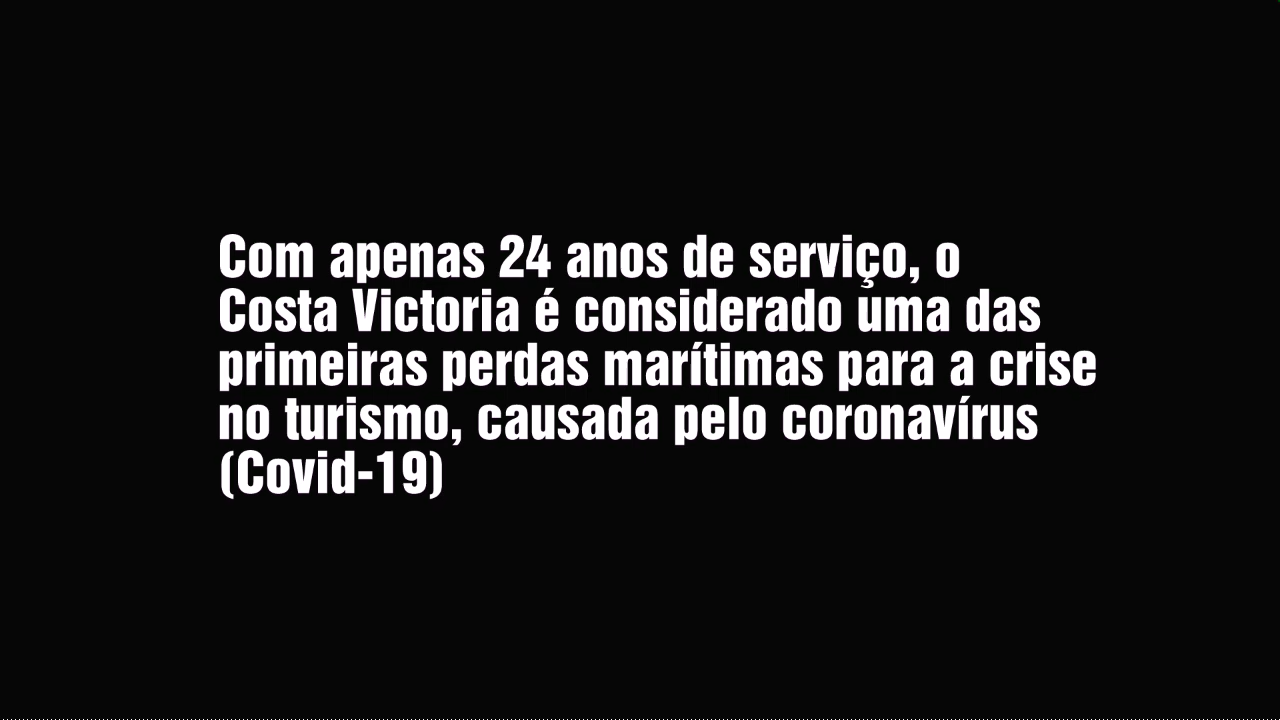 Com apenas 24 anos de serviço, o
Costa Victoria é considerado uma das
primeiras perdas marítimas para a crise
no turismo, causada pelo coronavírus
(Covid-19)